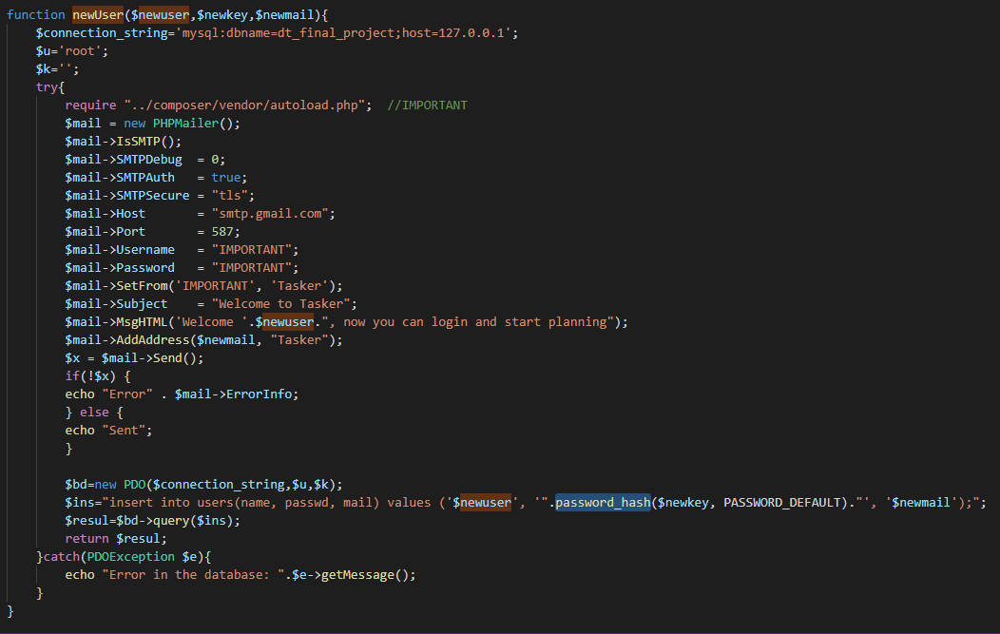 function newUser($newuser,$newkey,$newmail){
$connection_string='mysql:dbname=dt_final_project;host=127.0.0.1';
$u='root';
$k='';
try{
require "../composer/vendor/autoload.php";  //IMPORTANT
$mail = new PHPMailer();
$mail->IsSMTP();
$mail->SMTPDebug  = 0;
$mail->SMTPAuth   = true;
$mail->SMTPSecure = "tls";
$mail->Host       = "smtp.gmail.com";
$mail->Port       = 587;
$mail->Username   = "IMPORTANT";
$mail->Password   = "IMPORTANT";
$mail->SetFrom('IMPORTANT', 'Tasker');
$mail->Subject    = "Welcome to Tasker";
$mail->MsgHTML('Welcome '.$newuser.", now you can login and start planning");
$mail->AddAddress($newmail, "Tasker");
$x = $mail->Send();
if(!$x) {
echo "Error" . $mail->ErrorInfo;
} else {
echo "Sent";
}
$bd=new PDO($connection_string,$u,$k);
$ins="insert into users(name, passwd, mail) values ('$newuser', '".password_hash($newkey, PASSWORD_DEFAULT)."', '$newmail');";
$resul=$bd->query($ins);
return $resul;
}catch(PDOException $e){
echo "Error in the database: ".$e->getMessage();
}
}